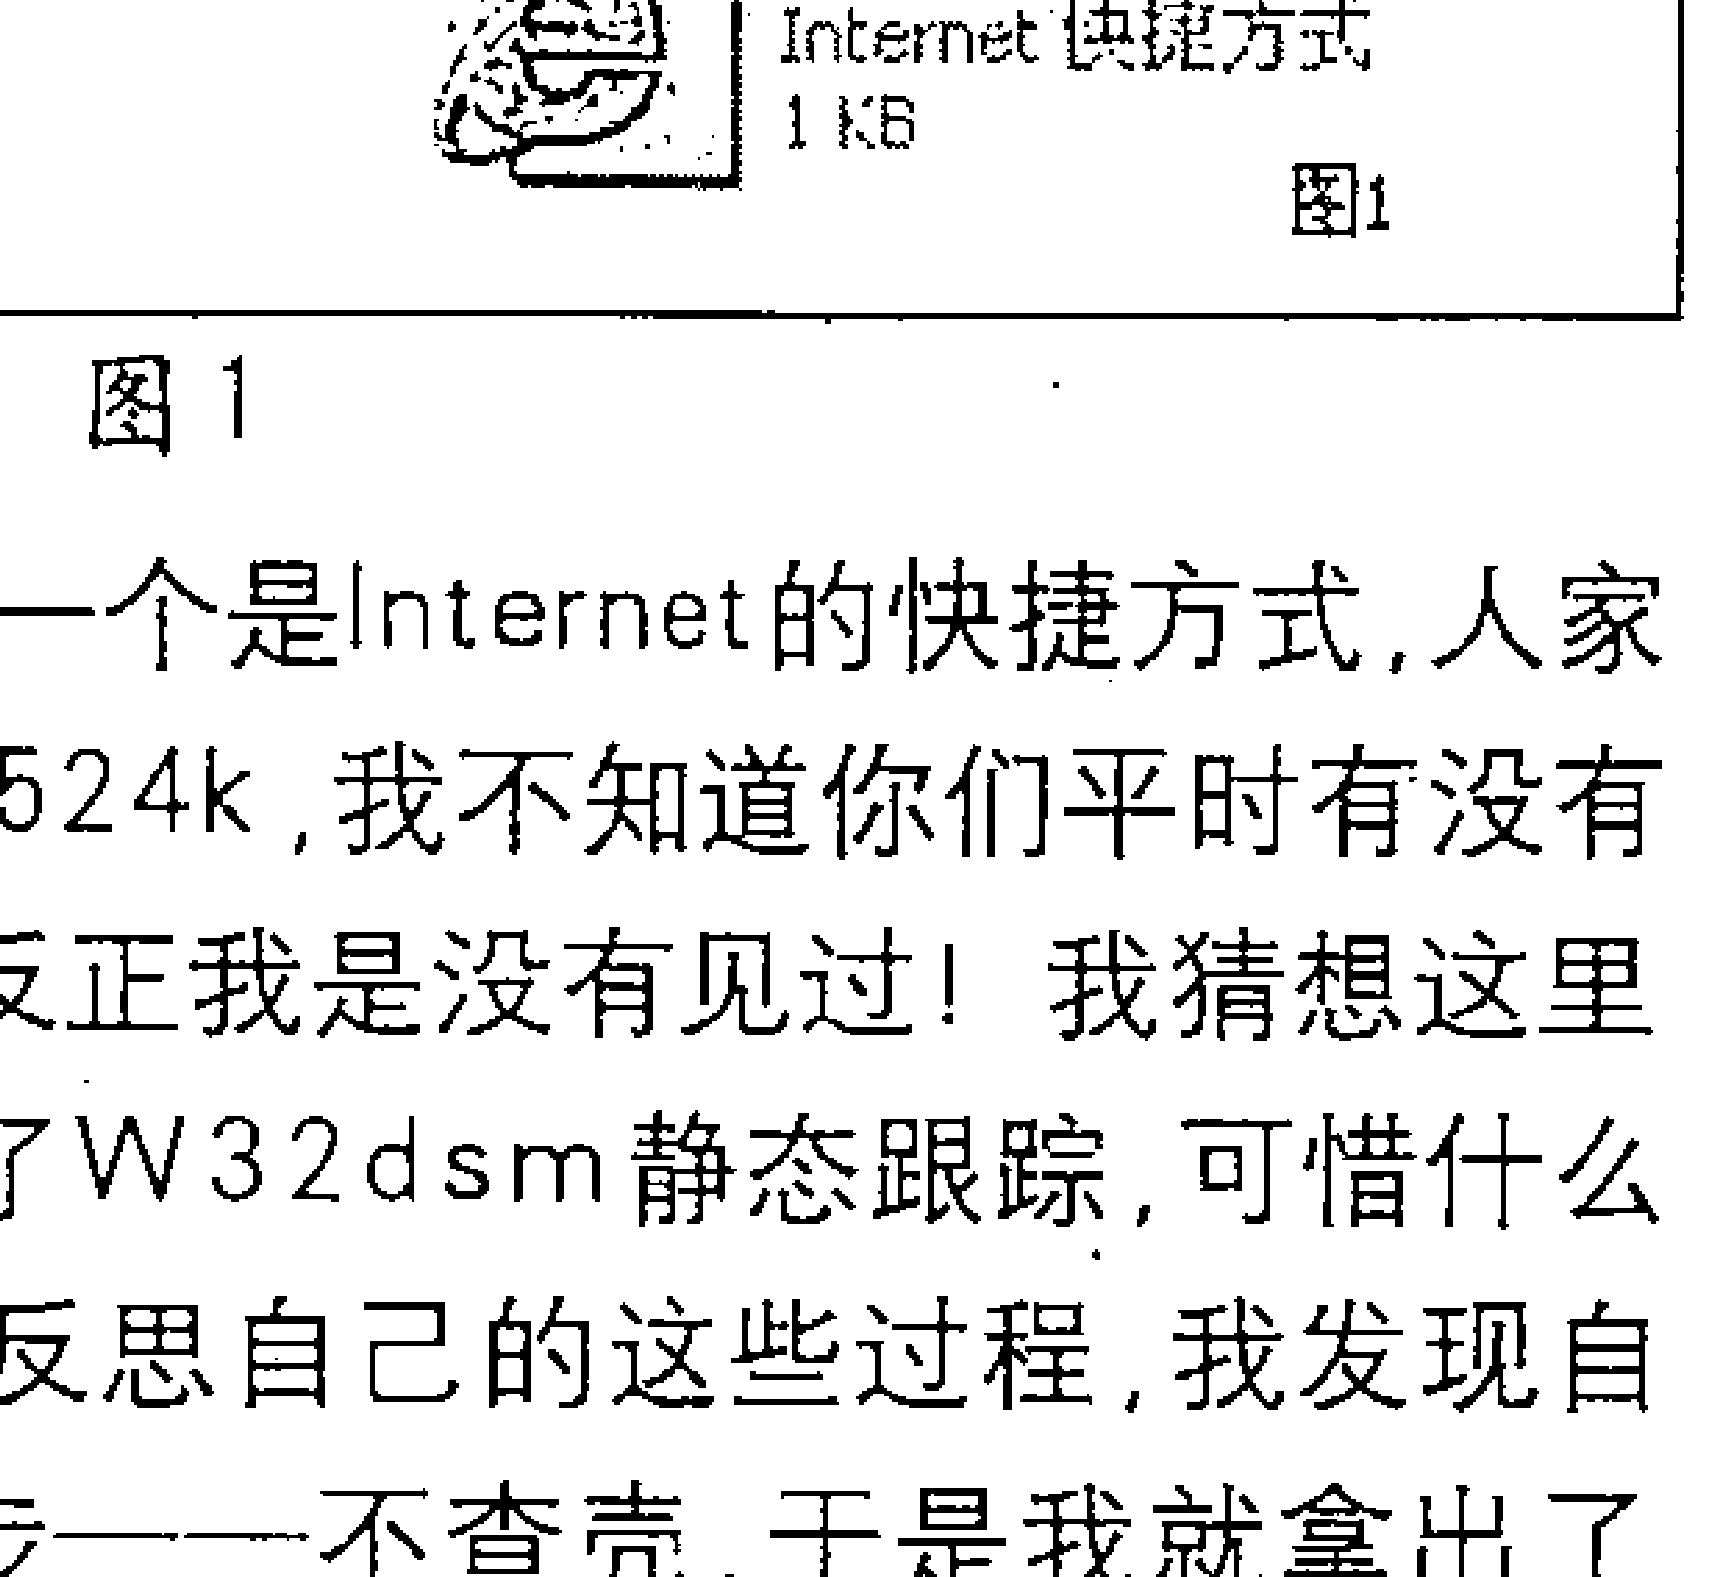 Internet 快捷方式
1 KB
图1
图 1
一个是Internet的快捷方式,人家
524k,我不知道你们平时有没有
反正我是没有见过! 我猜想这里
了W32dsm静态跟踪,可惜什么
反思自己的这些过程,我发现自
步——不查壳,于是我就拿出了